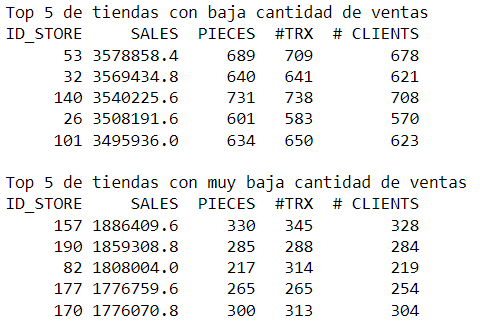 Top 5 de tiendas con baja cantidad de ventas
ID_STORE SALES PIECES #TRX # CLIENTS
53 3578858.4 689 709 678
32 3569434.8 640 641 621
140 3540225.6 731 738 708
26 3508191.6 601 583 570
101 3495936.0 634 650 623
Top 5 de tiendas con muy baja cantidad de ventas
ID_STORE SALES PIECES #TRX # CLIENTS
157 1886409.6 330 345 328
190 1859308.8 285 288 284
82 1808004.0 217 314 219
177 1776759.6 265 265 254
170 1776070.8 300 313 304